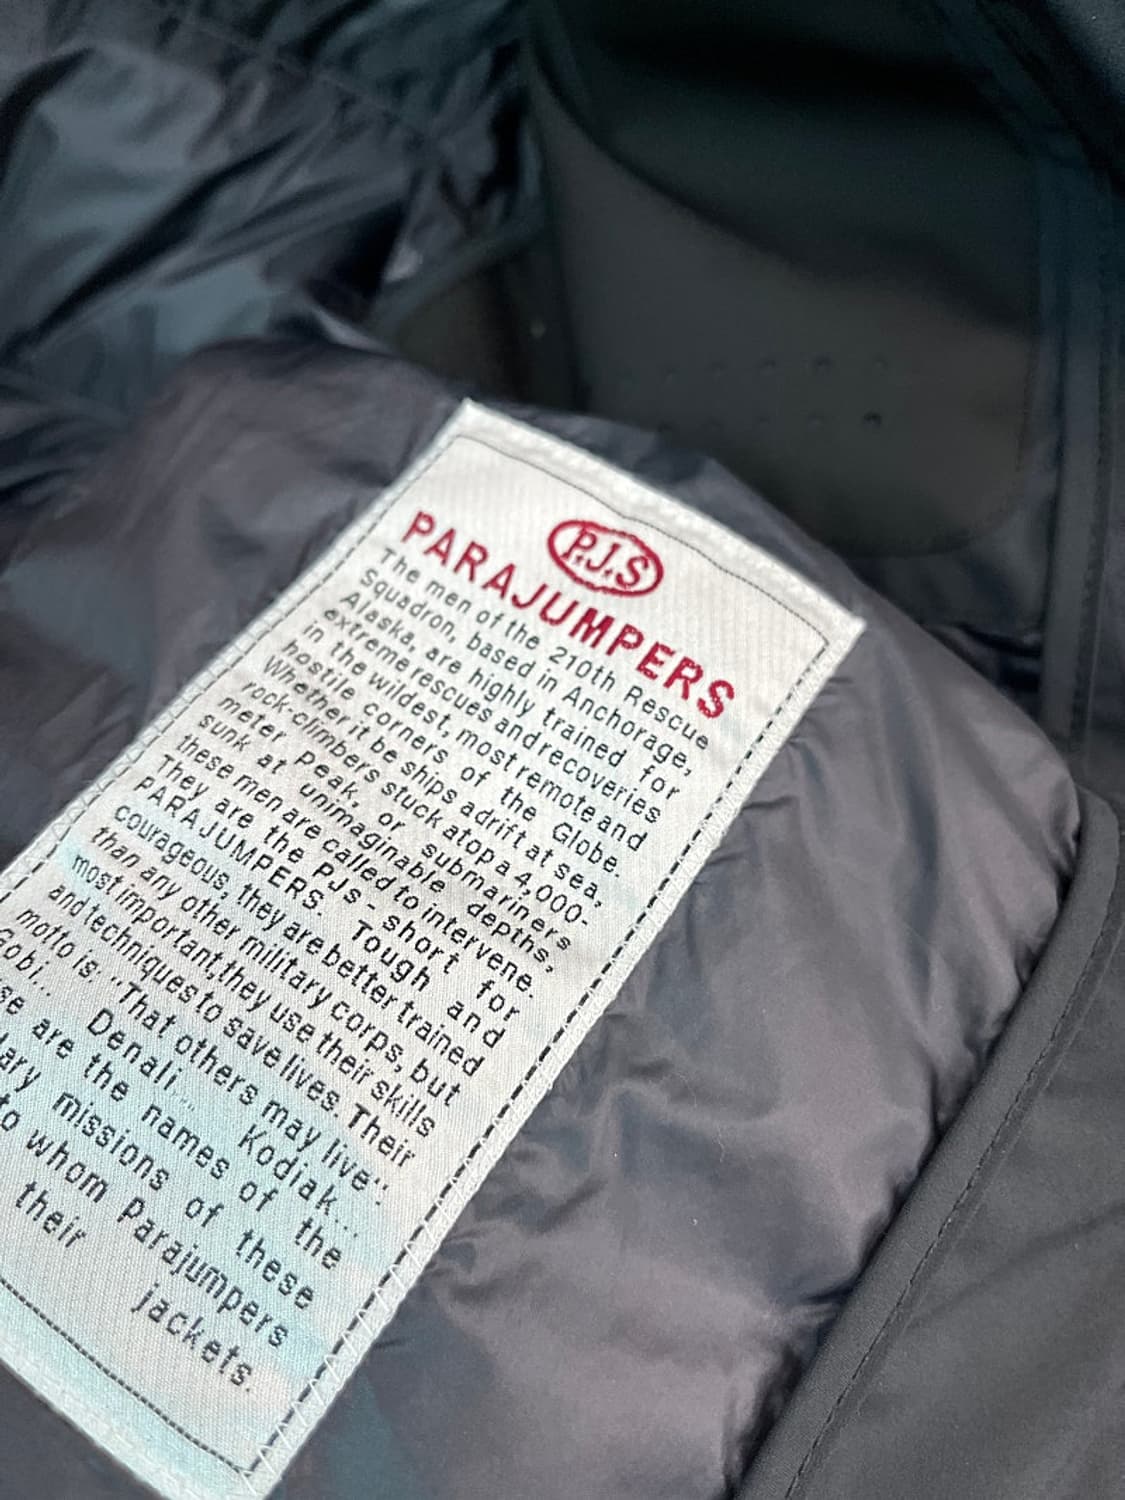 P.J.S
PARAJUMPERS
The men of the 210th Rescue
Squadron, based in Anchorage,
Alaska, are highly trained for
extreme rescues and recoveries
in the wildest, most remote and
hostile corners of the Globe.
Whether it be ships adrift at sea,
rock-climbers stuck atop a 4,000-
meter Peak, or submariners
sunk at unimaginable depths,
these men are called to intervene.
They are the PJs - short for
PARAJUMPERS. Tough and
courageous, they are better trained
than any other military corps, but
most important, they use their skills
and techniques to save lives. Their
motto is: "That others may live".
Gobi... Denali... Kodiak...
se are the names of the
lary missions of these
to whom Parajumpers
their jackets.